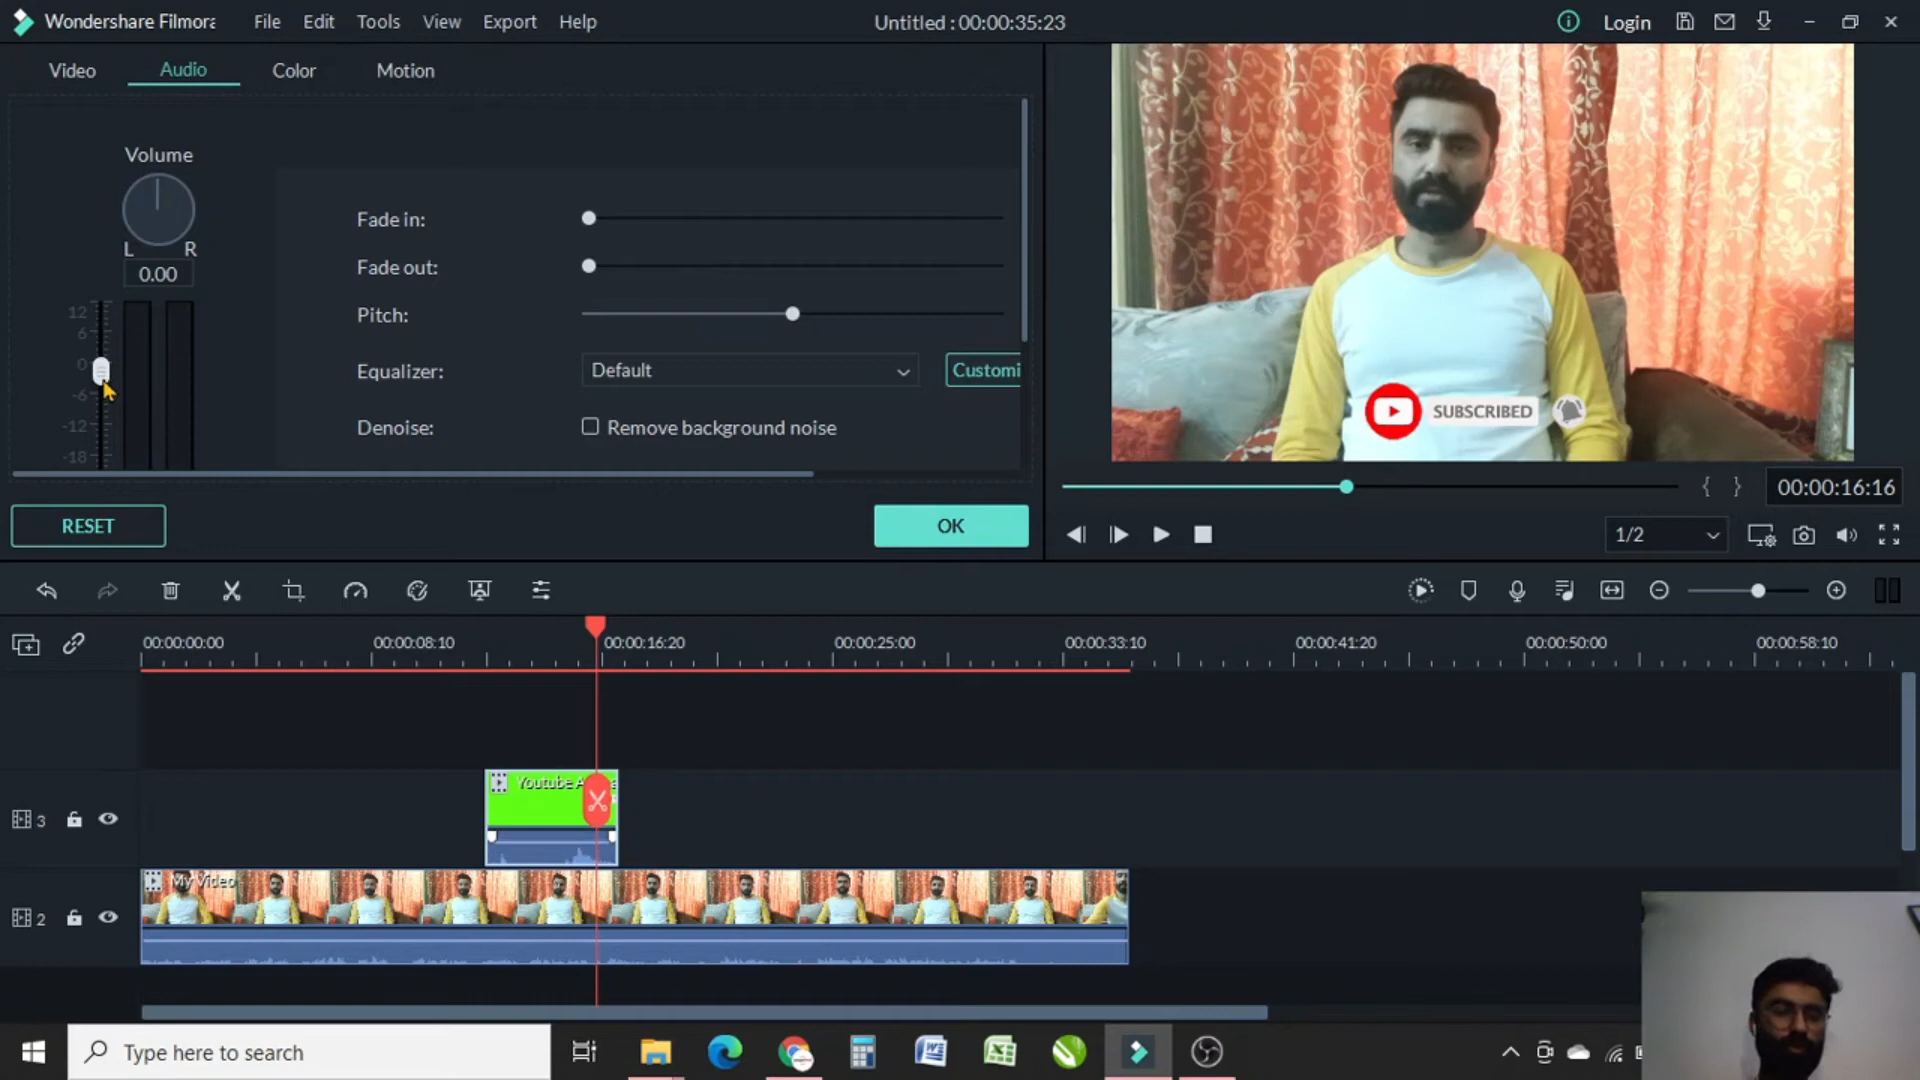 Wondershare Filmora File Edit Tools View Export Help Untitled : 00:00:35:23 Login
Video Audio Color Motion
Volume
L R
0.00
12
6
0
-6
-12
-18
Fade in:
Fade out:
Pitch:
Equalizer: Default Customi
Denoise: Remove background noise
RESET OK
SUBSCRIBED
{ } 00:00:16:16
1/2
00:00:00:00 00:00:08:10 00:00:16:20 00:00:25:00 00:00:33:10 00:00:41:20 00:00:50:00 00:00:58:10
3 Youtube
2 My Video
Type here to search